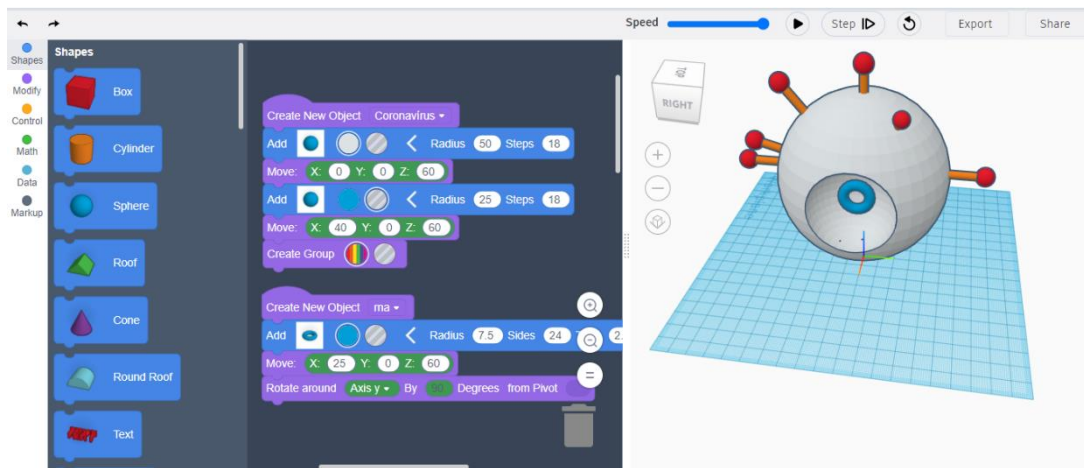 Speed Step Export Share
Shapes
Modify
Control
Math
Data
Markup
Shapes
Box
Cylinder
Sphere
Roof
Cone
Round Roof
Text
Create New Object Coronavirus
Add Radius 50 Steps 18
Move: X: 0 Y: 0 Z: 60
Add Radius 25 Steps 18
Move: X: 40 Y: 0 Z: 60
Create Group
Create New Object ma
Add Radius 7.5 Sides 24
Move: X: 25 Y: 0 Z: 60
Rotate around Axis y By Degrees from Pivot
RIGHT